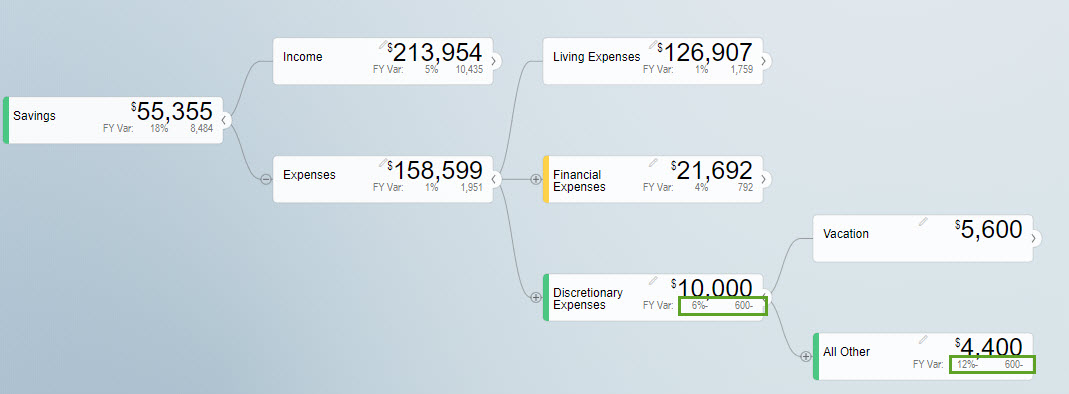 Savings
$55,355
FY Var: 18% 8,484
Income
$213,954
FY Var: 5% 10,435
Expenses
$158,599
FY Var: 1% 1,951
Living Expenses
$126,907
FY Var: 1% 1,759
Financial
Expenses
$21,692
FY Var: 4% 792
Discretionary
Expenses
$10,000
FY Var: 6%- 600-
Vacation
$5,600
All Other
$4,400
FY Var: 12%- 600-